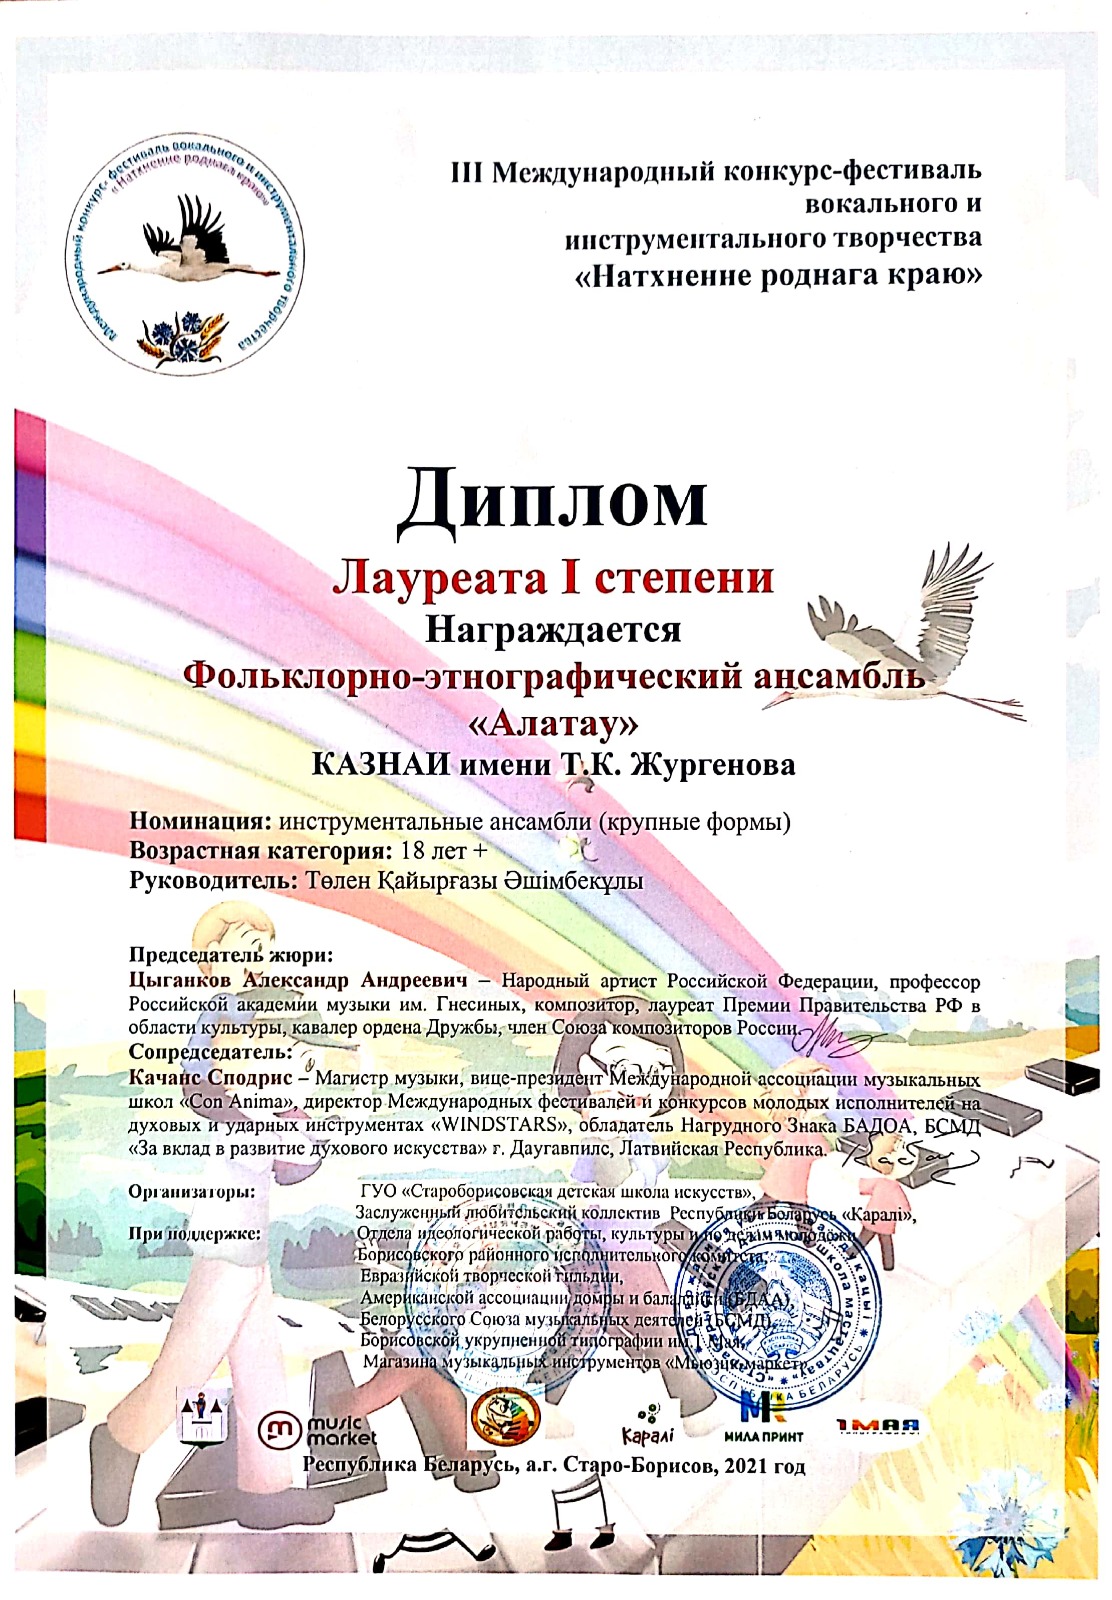 Международный конкурс- фестиваль вокального и инструментального творчества
«Натхнение роднага краю»
III Международный конкурс-фестиваль
вокального и
инструментального творчества
«Натхнение роднага краю»
Диплом
Лауреата I степени
Награждается
Фольклорно-этнографический ансамбль
«Алатау»
КАЗНАИ имени Т.К. Жургенова
Номинация: инструментальные ансамбли (крупные формы)
Возрастная категория: 18 лет +
Руководитель: Төлен Қайырғазы Әшімбекұлы
Председатель жюри:
Цыганков Александр Андреевич – Народный артист Российской Федерации, профессор
Российской академии музыки им. Гнесиных, композитор, лауреат Премии Правительства РФ в
области культуры, кавалер ордена Дружбы, член Союза композиторов России.
Сопредседатель:
Качанс Сподрис – Магистр музыки, вице-президент Международной ассоциации музыкальных
школ «Con Anima», директор Международных фестивалей и конкурсов молодых исполнителей на
духовых и ударных инструментах «WINDSTARS», обладатель Нагрудного Знака БАДОА, БСМД
«За вклад в развитие духового искусства» г. Даугавпилс, Латвийская Республика.
Организаторы: ГУО «Староборисовская детская школа искусств»,
Заслуженный любительский коллектив Республики Беларусь «Каралі»,
При поддержке: Отдела идеологической работы, культуры и по делам молодежи
Борисовского районного исполнительного комитета,
Евразийской творческой гильдии,
Американской ассоциации домры и балалайки (БДАА),
Белорусского Союза музыкальных деятелей (БСМД),
Борисовской укрупненной типографии им.1 Мая,
Магазина музыкальных инструментов «Мьюзик маркет»
music market
Каралі
МИЛА ПРИНТ
1МАЯ
Республика Беларусь, а.г. Старо-Борисов, 2021 год